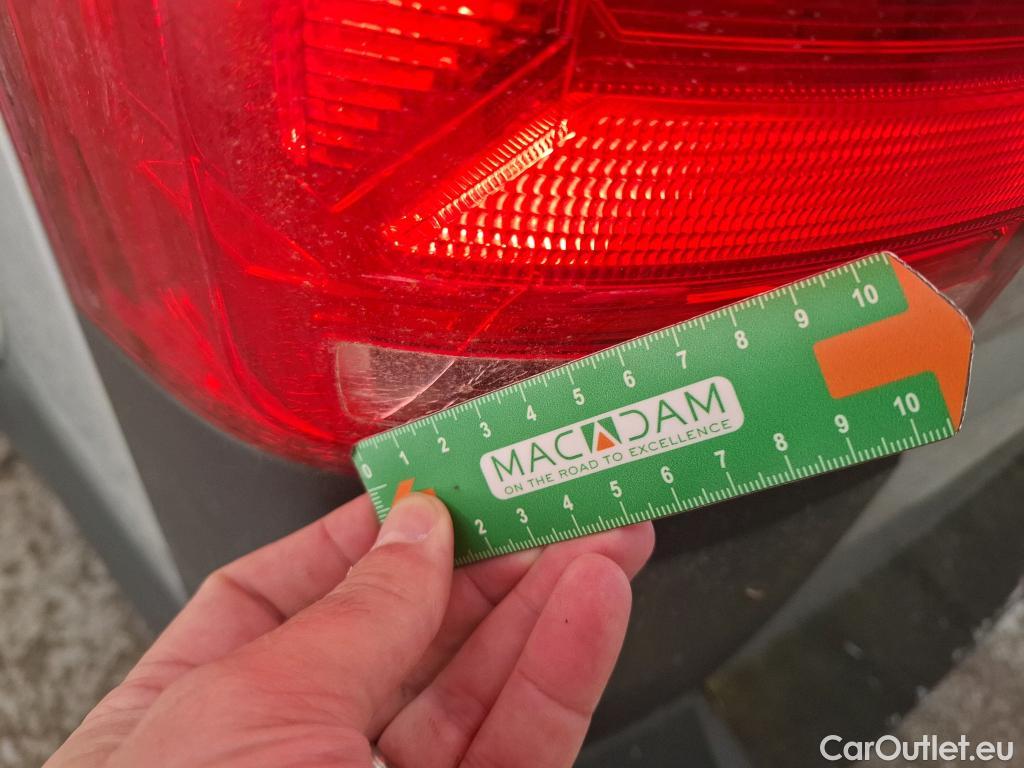 0 1 2 3 4 5 6 7 8 9 10
MACADAM
ON THE ROAD TO EXCELLENCE
2 3 4 5 6 7 8 9 10
CarOutlet.eu